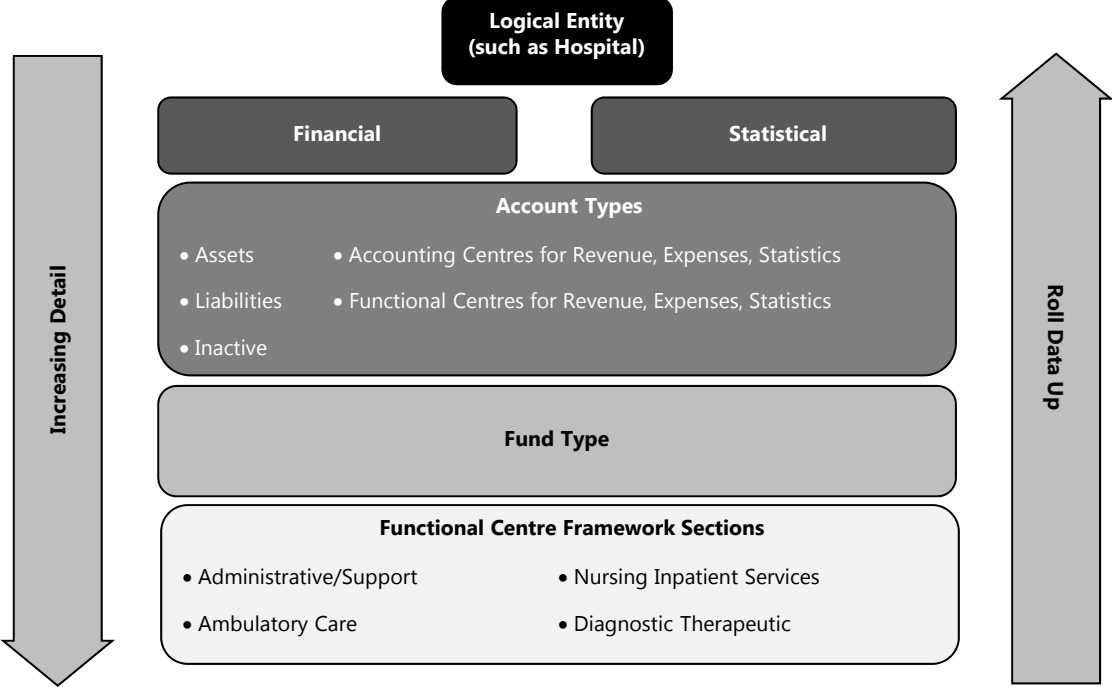 Logical Entity
(such as Hospital)
Financial
Statistical
Account Types
• Assets
• Accounting Centres for Revenue, Expenses, Statistics
• Liabilities
• Functional Centres for Revenue, Expenses, Statistics
• Inactive
Increasing Detail
Roll Data Up
Fund Type
Functional Centre Framework Sections
• Administrative/Support
• Nursing Inpatient Services
• Ambulatory Care
• Diagnostic Therapeutic